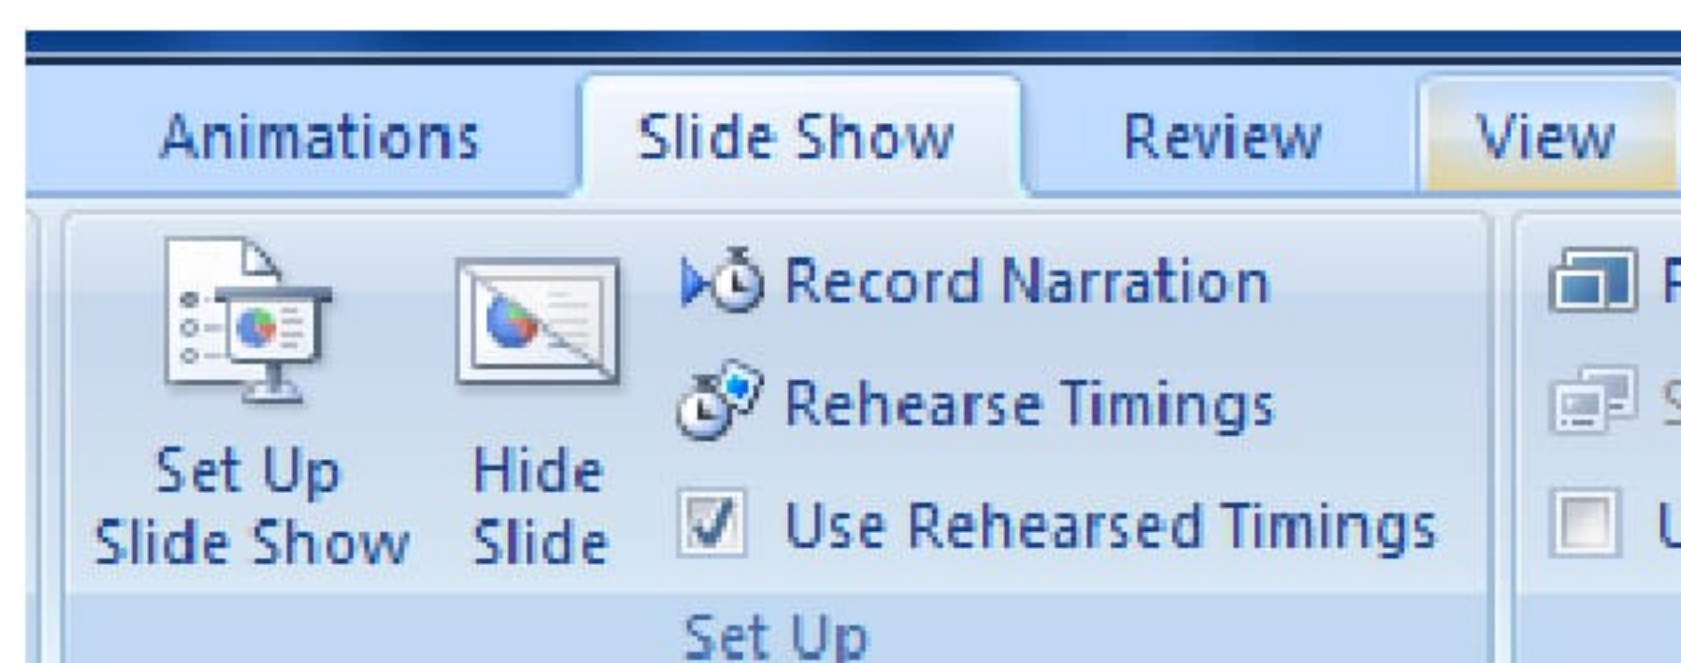 Animations Slide Show Review View
Record Narration
Rehearse Timings
Set Up Hide
Slide Show Slide
Use Rehearsed Timings
Set Up